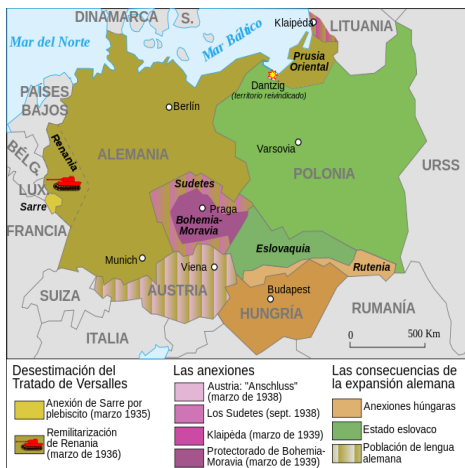 DINAMARCA
S.
Mar del Norte
Mar Báltico
Klaipėda
LITUANIA
Prusia
Oriental
Dantzig
(territorio reivindicado)
PAÍSES
BAJOS
Berlín
Renania
ALEMANIA
Varsovia
POLONIA
URSS
BÉLG.
LUX.
Sarre
FRANCIA
Sudetes
Praga
Bohemia-
Moravia
Eslovaquia
Rutenia
Munich
Viena
AUSTRIA
Budapest
HUNGRÍA
RUMANÍA
SUIZA
ITALIA
0 500 Km
Desestimación del
Tratado de Versalles
Anexión de Sarre por
plebiscito (marzo 1935)
Remilitarización
de Renania
(marzo de 1936)
Las anexiones
Austria: "Anschluss"
(marzo de 1938)
Los Sudetes (sept. 1938)
Klaipėda (marzo de 1939)
Protectorado de Bohemia-
Moravia (marzo de 1939)
Las consecuencias de
la expansión alemana
Anexiones húngaras
Estado eslovaco
Población de lengua
alemana